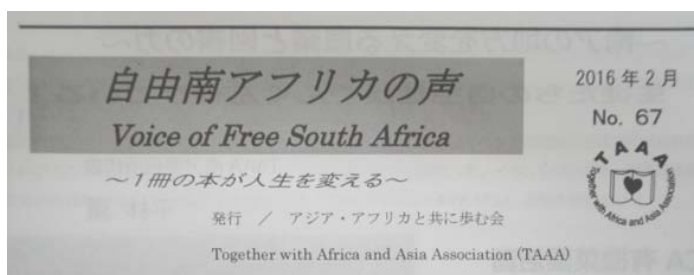 自由南アフリカの声
Voice of Free South Africa
~1冊の本が人生を変える~
2016年2月
No. 67
TAAA
Together with Africa and Asia Association
発行 / アジア・アフリカと共に歩む会
Together with Africa and Asia Association (TAAA)